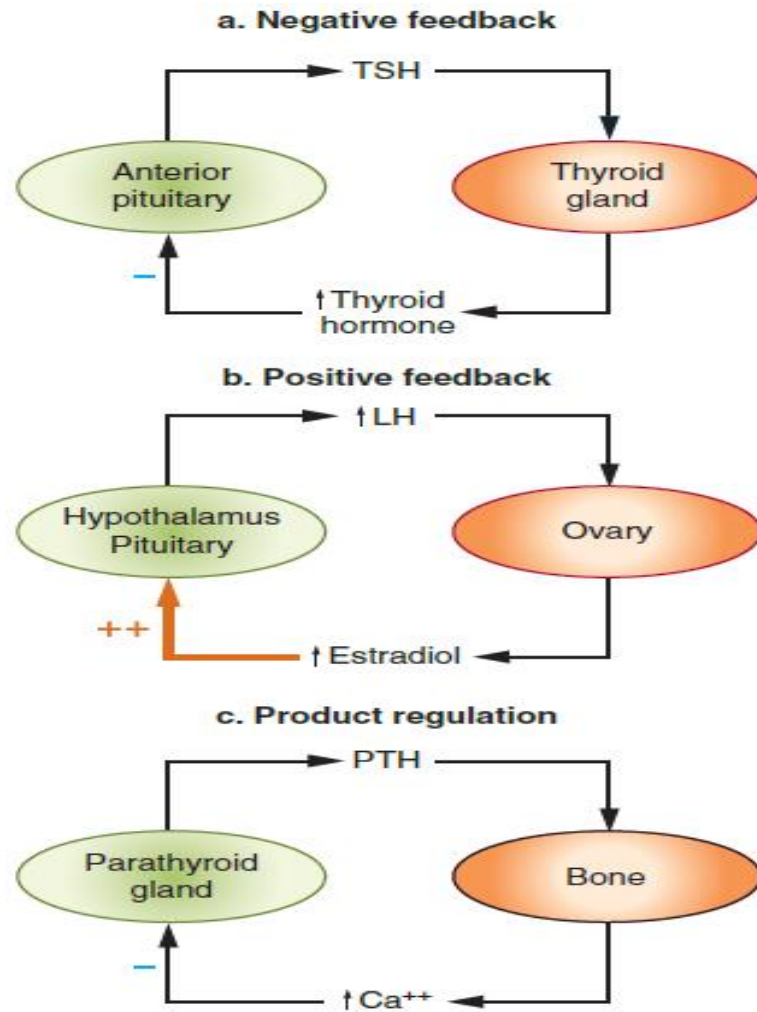 a. Negative feedback
TSH
Anterior
pituitary
Thyroid
gland
−
↑Thyroid
hormone
b. Positive feedback
↑LH
Hypothalamus
Pituitary
Ovary
++
↑Estradiol
c. Product regulation
PTH
Parathyroid
gland
Bone
−
↑Ca++